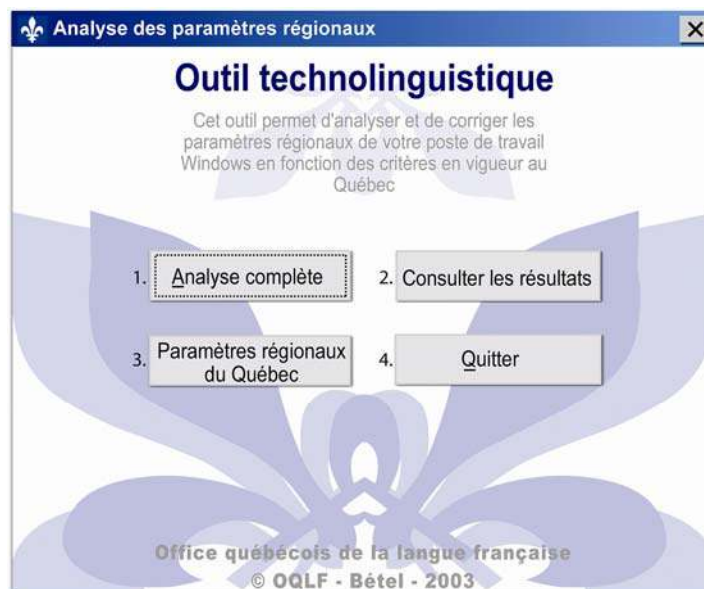 Analyse des paramètres régionaux
Outil technolinguistique
Cet outil permet d'analyser et de corriger les
paramètres régionaux de votre poste de travail
Windows en fonction des critères en vigueur au
Québec
1. Analyse complète
2. Consulter les résultats
3. Paramètres régionaux
du Québec
4. Quitter
Office québécois de la langue française
© OQLF - Bétel - 2003